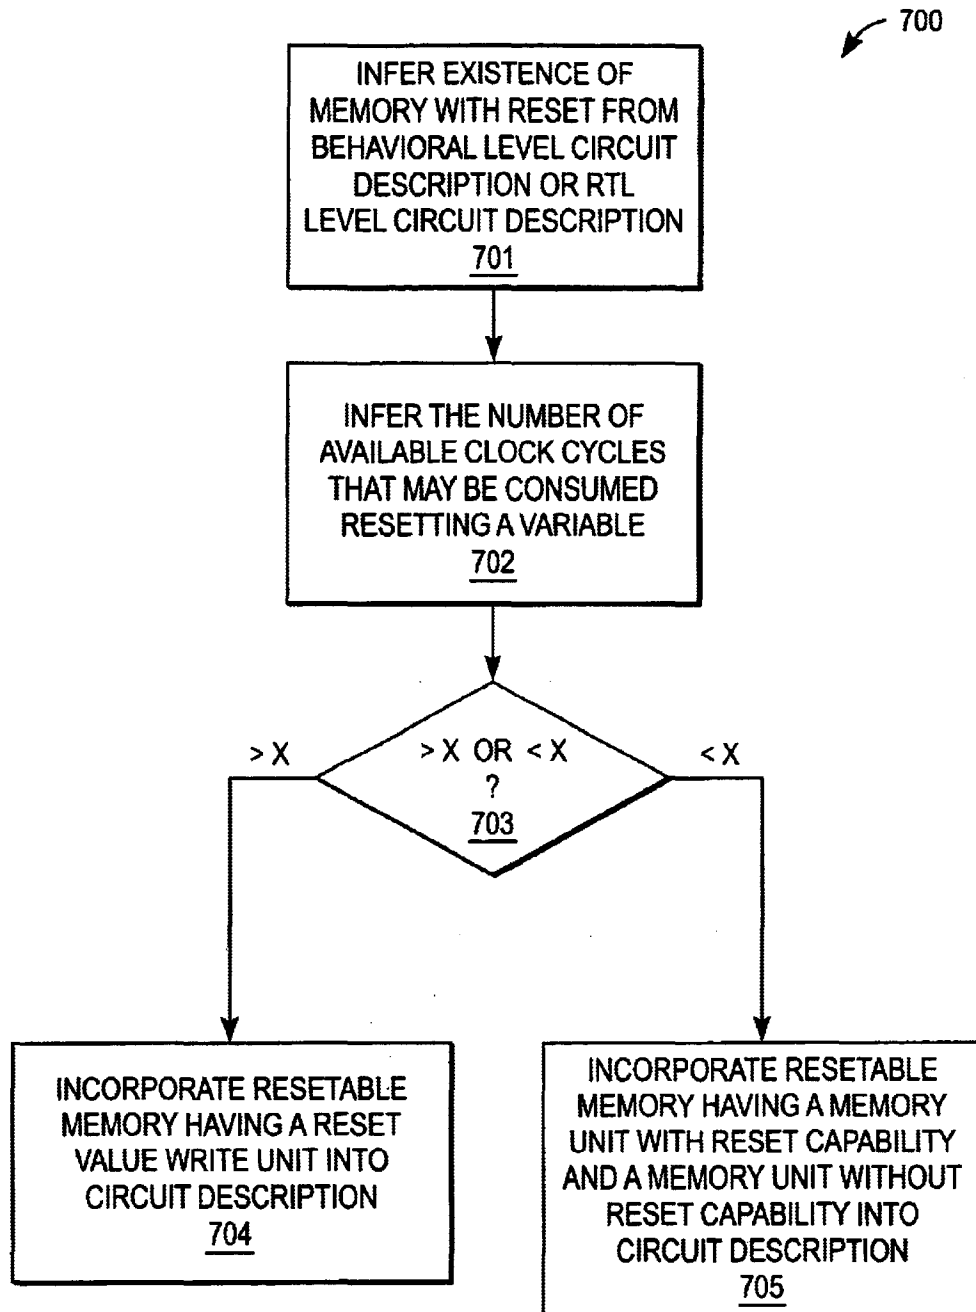 700
INFER EXISTENCE OF
MEMORY WITH RESET FROM
BEHAVIORAL LEVEL CIRCUIT
DESCRIPTION OR RTL
LEVEL CIRCUIT DESCRIPTION
701
INFER THE NUMBER OF
AVAILABLE CLOCK CYCLES
THAT MAY BE CONSUMED
RESETTING A VARIABLE
702
> X
> X OR < X
?
703
< X
INCORPORATE RESETABLE
MEMORY HAVING A RESET
VALUE WRITE UNIT INTO
CIRCUIT DESCRIPTION
704
INCORPORATE RESETABLE
MEMORY HAVING A MEMORY
UNIT WITH RESET CAPABILITY
AND A MEMORY UNIT WITHOUT
RESET CAPABILITY INTO
CIRCUIT DESCRIPTION
705